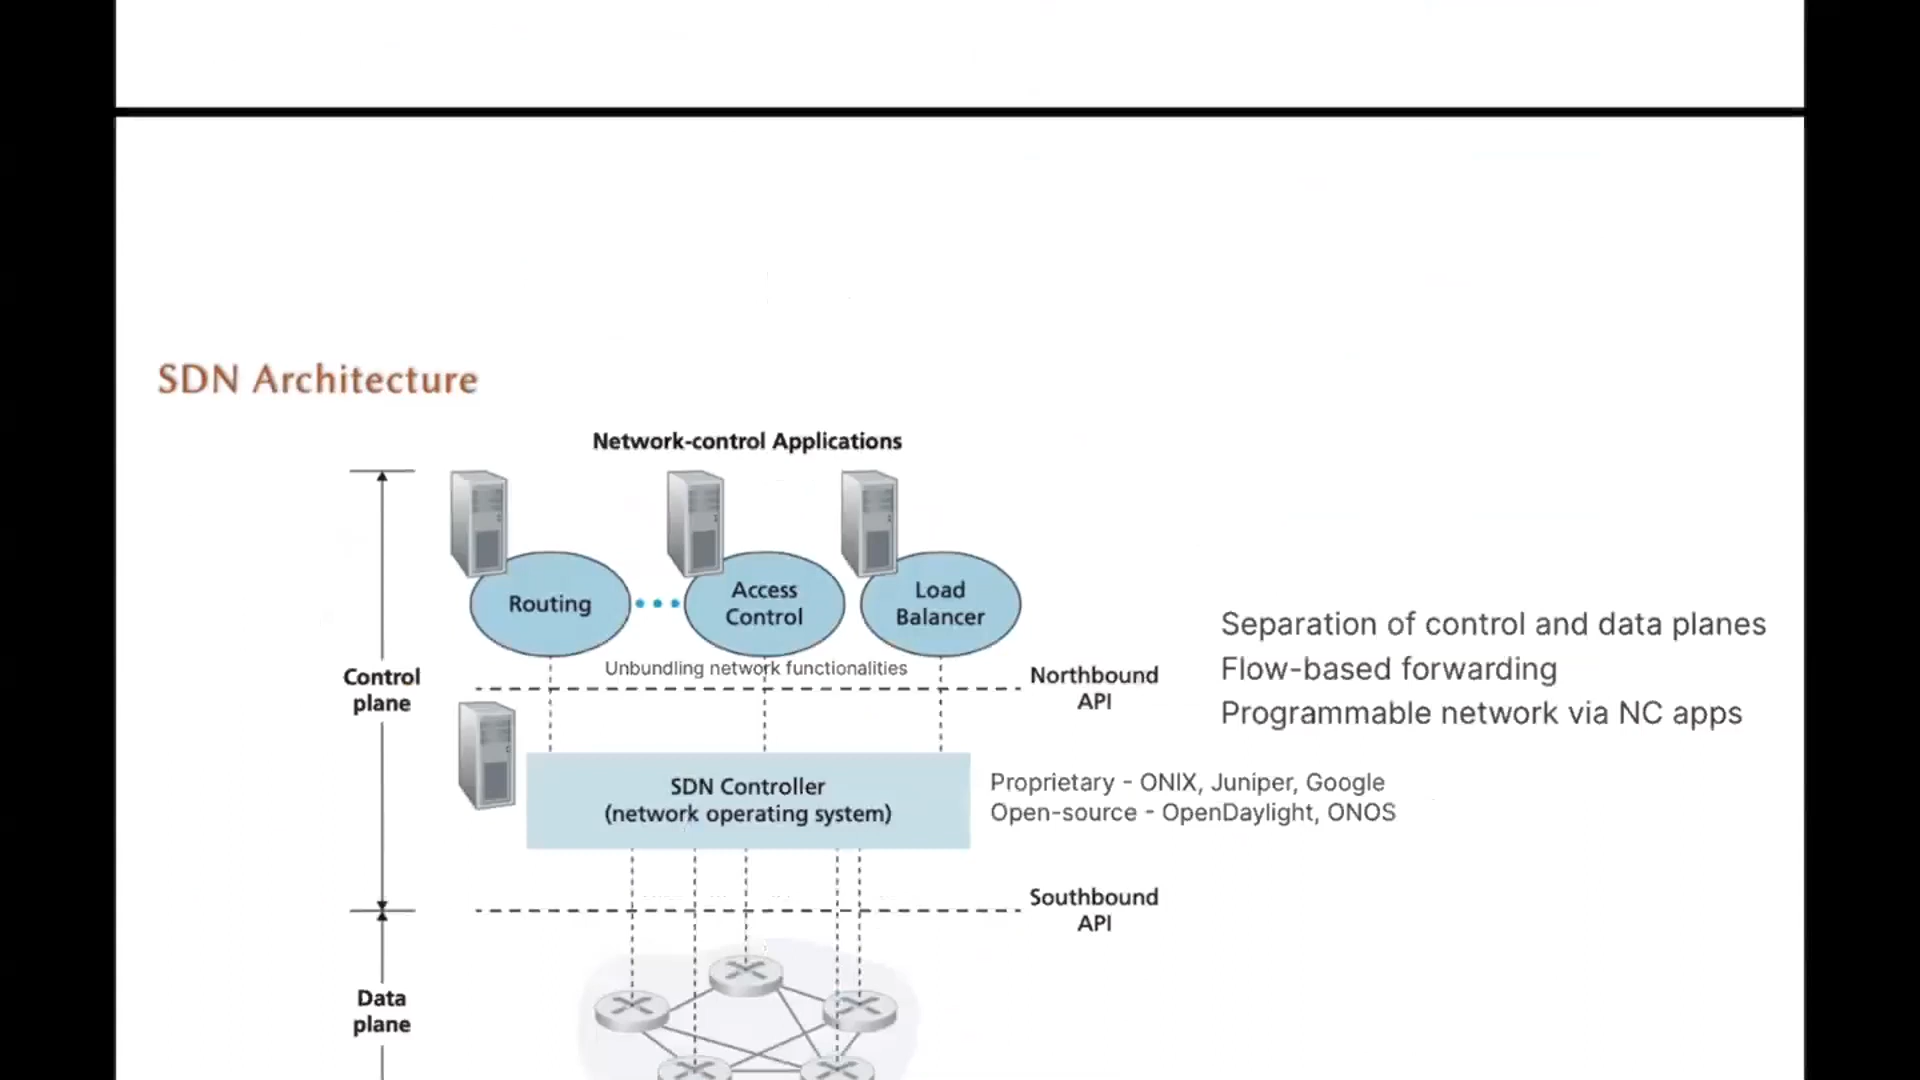 SDN Architecture
Network-control Applications
Routing
Access
Control
Load
Balancer
Unbundling network functionalities
Control
plane
Northbound
API
Separation of control and data planes
Flow-based forwarding
Programmable network via NC apps
SDN Controller
(network operating system)
Proprietary - ONIX, Juniper, Google
Open-source - OpenDaylight, ONOS
Southbound
API
Data
plane